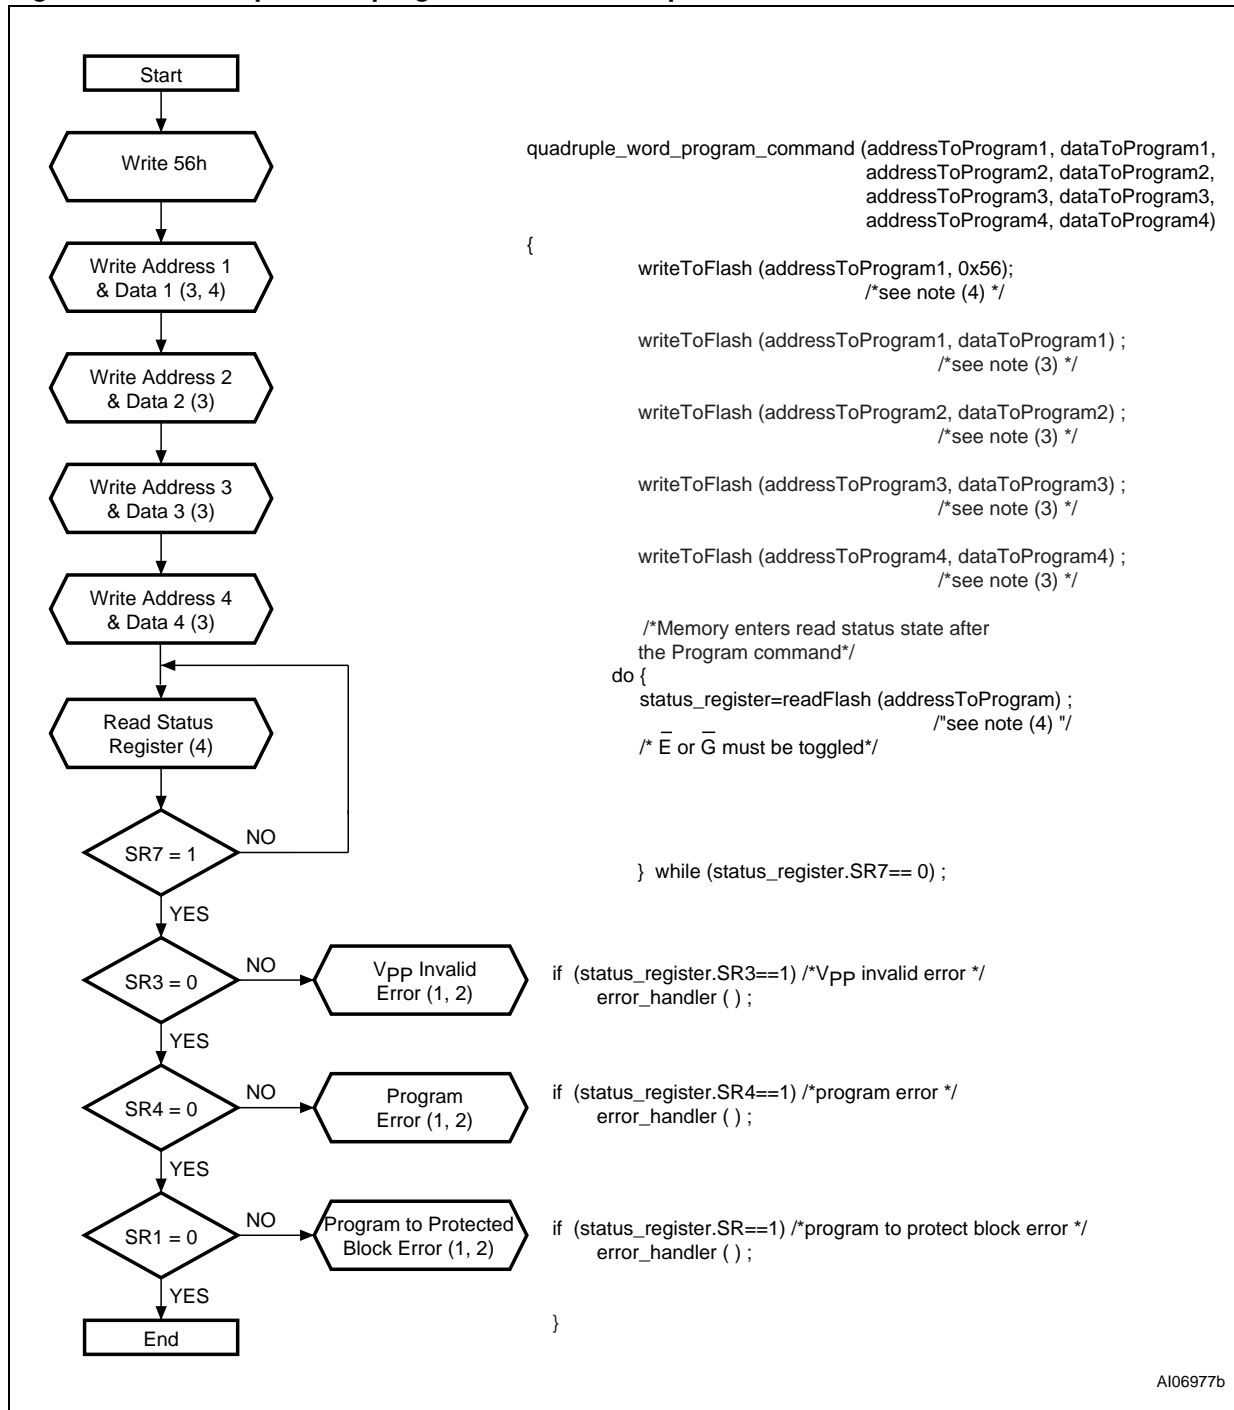 Start
Write 56h
Write Address 1
& Data 1 (3, 4)
Write Address 2
& Data 2 (3)
Write Address 3
& Data 3 (3)
Write Address 4
& Data 4 (3)
Read Status
Register (4)
SR7 = 1
NO
YES
SR3 = 0
NO
VPP Invalid
Error (1, 2)
YES
SR4 = 0
NO
Program
Error (1, 2)
YES
SR1 = 0
NO
Program to Protected
Block Error (1, 2)
YES
End
quadruple_word_program_command (addressToProgram1, dataToProgram1,
addressToProgram2, dataToProgram2,
addressToProgram3, dataToProgram3,
addressToProgram4, dataToProgram4)
{
writeToFlash (addressToProgram1, 0x56);
/*see note (4) */
writeToFlash (addressToProgram1, dataToProgram1) ;
/*see note (3) */
writeToFlash (addressToProgram2, dataToProgram2) ;
/*see note (3) */
writeToFlash (addressToProgram3, dataToProgram3) ;
/*see note (3) */
writeToFlash (addressToProgram4, dataToProgram4) ;
/*see note (3) */
/*Memory enters read status state after
the Program command*/
do {
status_register=readFlash (addressToProgram) ;
/"see note (4) "/
/* E̅ or G̅ must be toggled*/
} while (status_register.SR7== 0) ;
if (status_register.SR3==1) /*VPP invalid error */
error_handler ( ) ;
if (status_register.SR4==1) /*program error */
error_handler ( ) ;
if (status_register.SR==1) /*program to protect block error */
error_handler ( ) ;
}
AI06977b